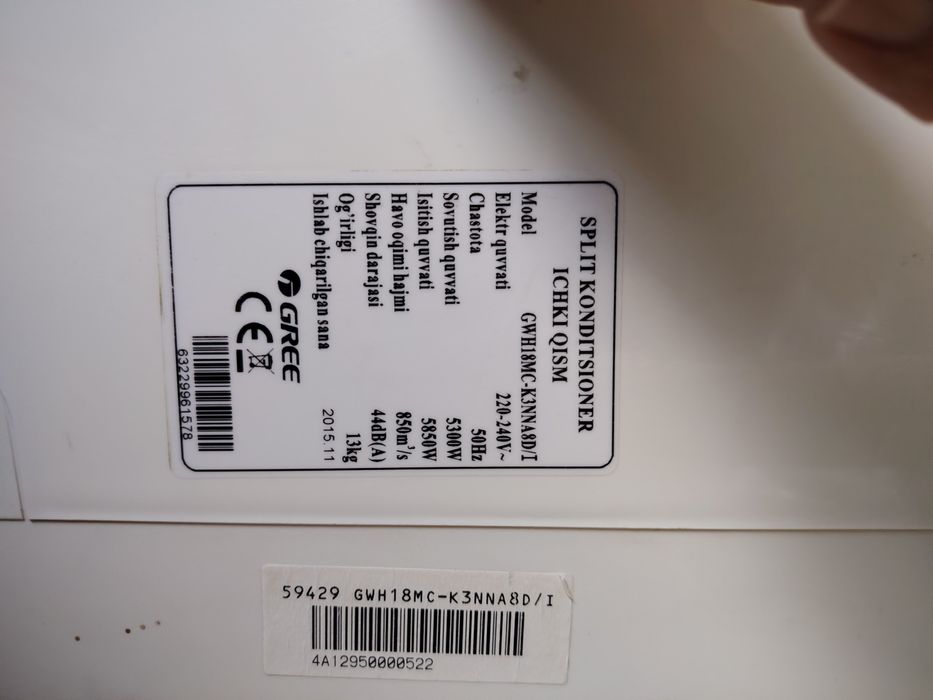 SPLIT KONDITSIONER
ICHKI QISM
Model GWH18MC-K3NNA8D/I
Elektr quvvati 220-240V~
Chastota 50Hz
Sovutish quvvati 5300W
Isitish quvvati 5850W
Havo oqimi hajmi 850m³/s
Shovqin darajasi 44dB(A)
Og'irligi 13kg
Ishlab chiqarilgan sana 2015.11
GREE
CE
63229961578
59429 GWH18MC-K3NNA8D/I
4A12950000522